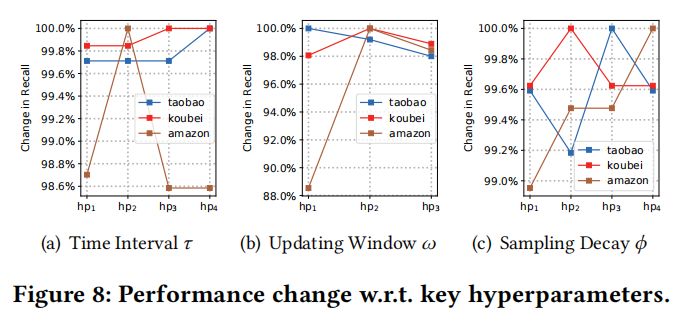 Change in Recall
100.0%
99.8%
99.6%
99.4%
99.2%
99.0%
98.8%
98.6%
taobao
koubei
amazon
hp1 hp2 hp3 hp4
(a) Time Interval τ
Change in Recall
100.0%
98.0%
96.0%
94.0%
92.0%
90.0%
88.0%
taobao
koubei
amazon
hp1 hp2 hp3
(b) Updating Window ω
Change in Recall
100.0%
99.8%
99.6%
99.4%
99.2%
99.0%
taobao
koubei
amazon
hp1 hp2 hp3 hp4
(c) Sampling Decay ϕ
Figure 8: Performance change w.r.t. key hyperparameters.